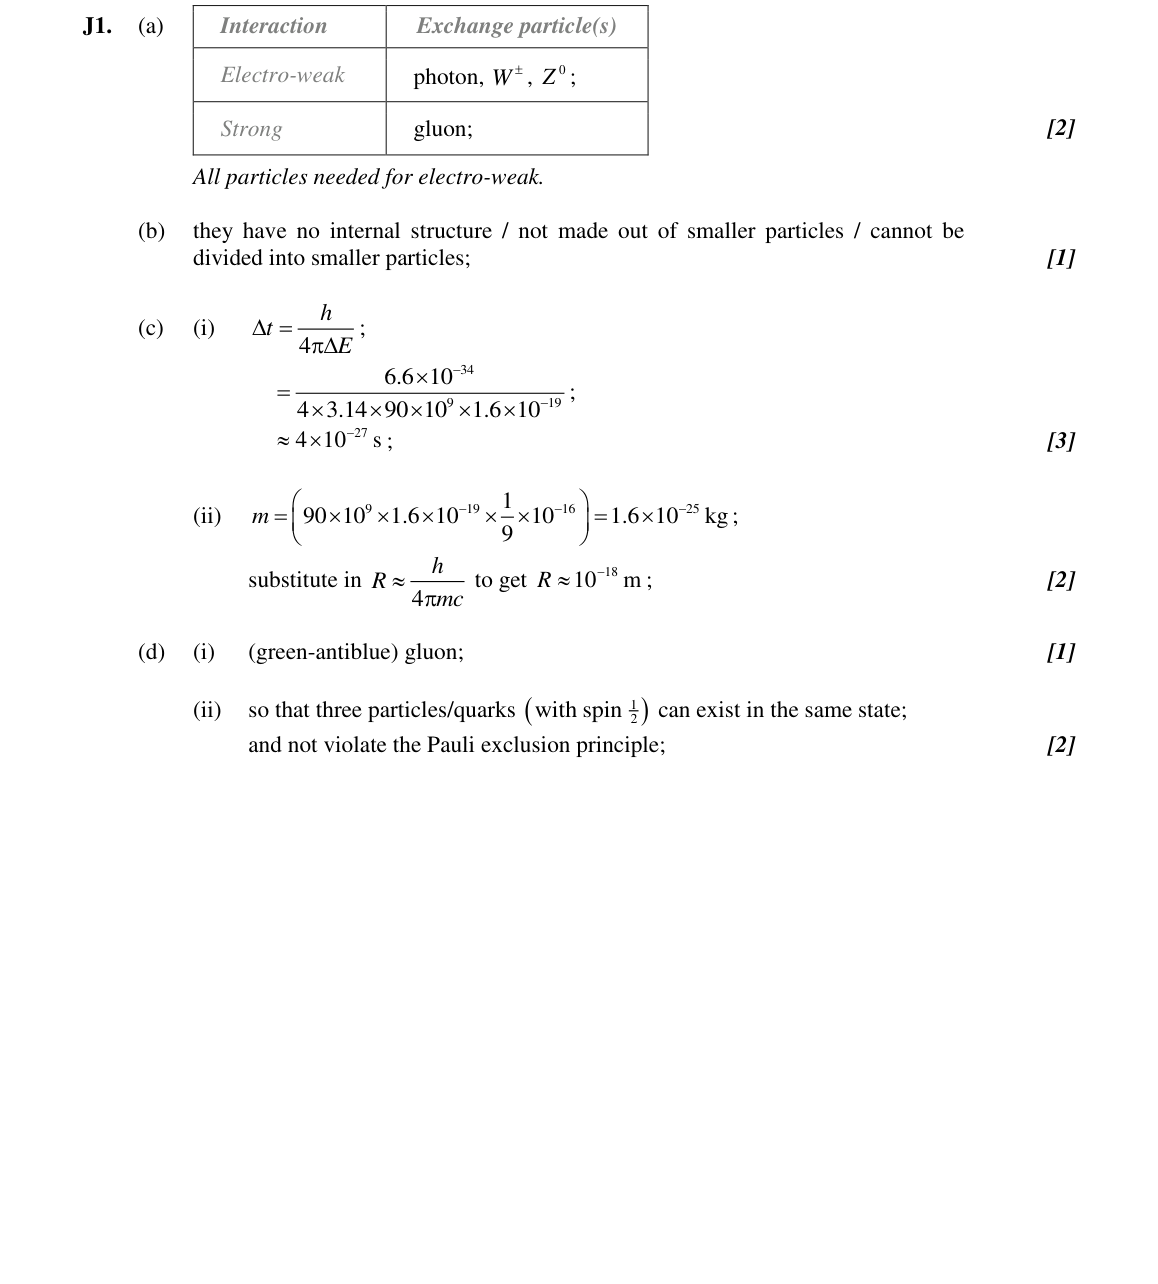 J1. (a) Interaction Exchange particle(s)
Electro-weak photon, W±, Z⁰;
Strong gluon; [2]
All particles needed for electro-weak.
(b) they have no internal structure / not made out of smaller particles / cannot be
divided into smaller particles; [1]
(c) (i) Δt = h / 4πΔE ;
= 6.6×10⁻³⁴ / 4×3.14×90×10⁹×1.6×10⁻¹⁹ ;
≈ 4×10⁻²⁷ s ; [3]
(ii) m = (90×10⁹×1.6×10⁻¹⁹×1/9×10⁻¹⁶) = 1.6×10⁻²⁵ kg ;
substitute in R ≈ h / 4πmc to get R ≈ 10⁻¹⁸ m ; [2]
(d) (i) (green-antiblue) gluon; [1]
(ii) so that three particles/quarks (with spin 1/2) can exist in the same state;
and not violate the Pauli exclusion principle; [2]